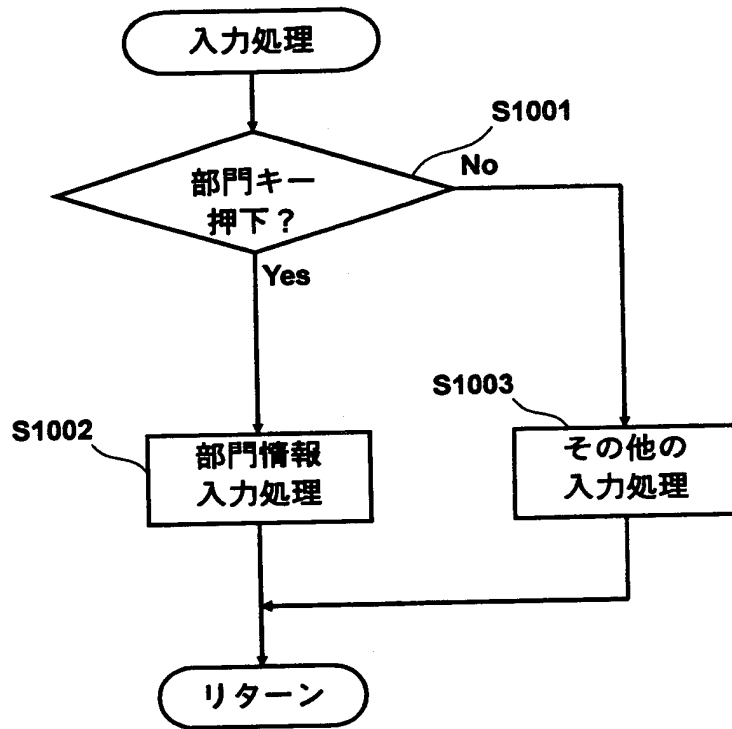 入力処理
S1001
部門キー
押下？
No
Yes
S1003
S1002
部門情報
入力処理
その他の
入力処理
リターン